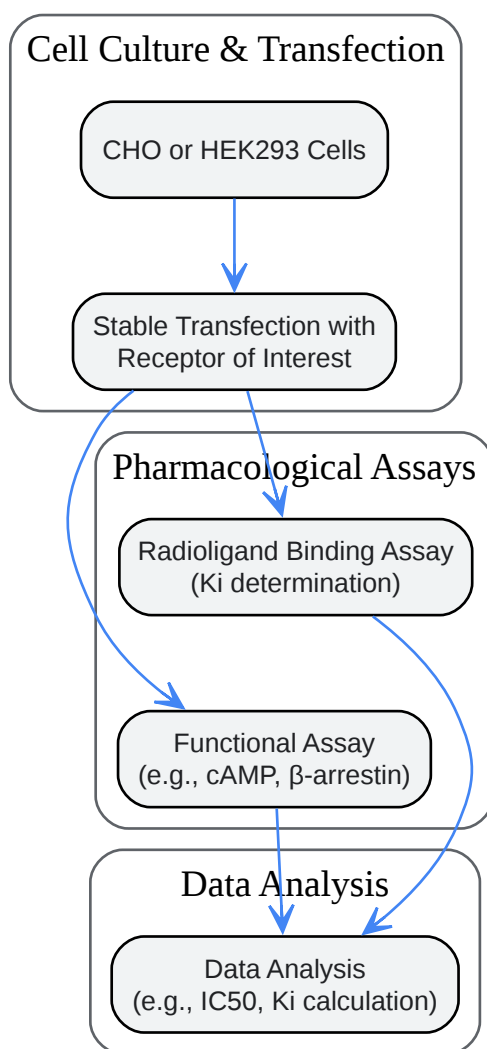 Cell Culture & Transfection
CHO or HEK293 Cells
Stable Transfection with
Receptor of Interest
Pharmacological Assays
Radioligand Binding Assay
(Ki determination)
Functional Assay
(e.g., cAMP, β-arrestin)
Data Analysis
Data Analysis
(e.g., IC50, Ki calculation)